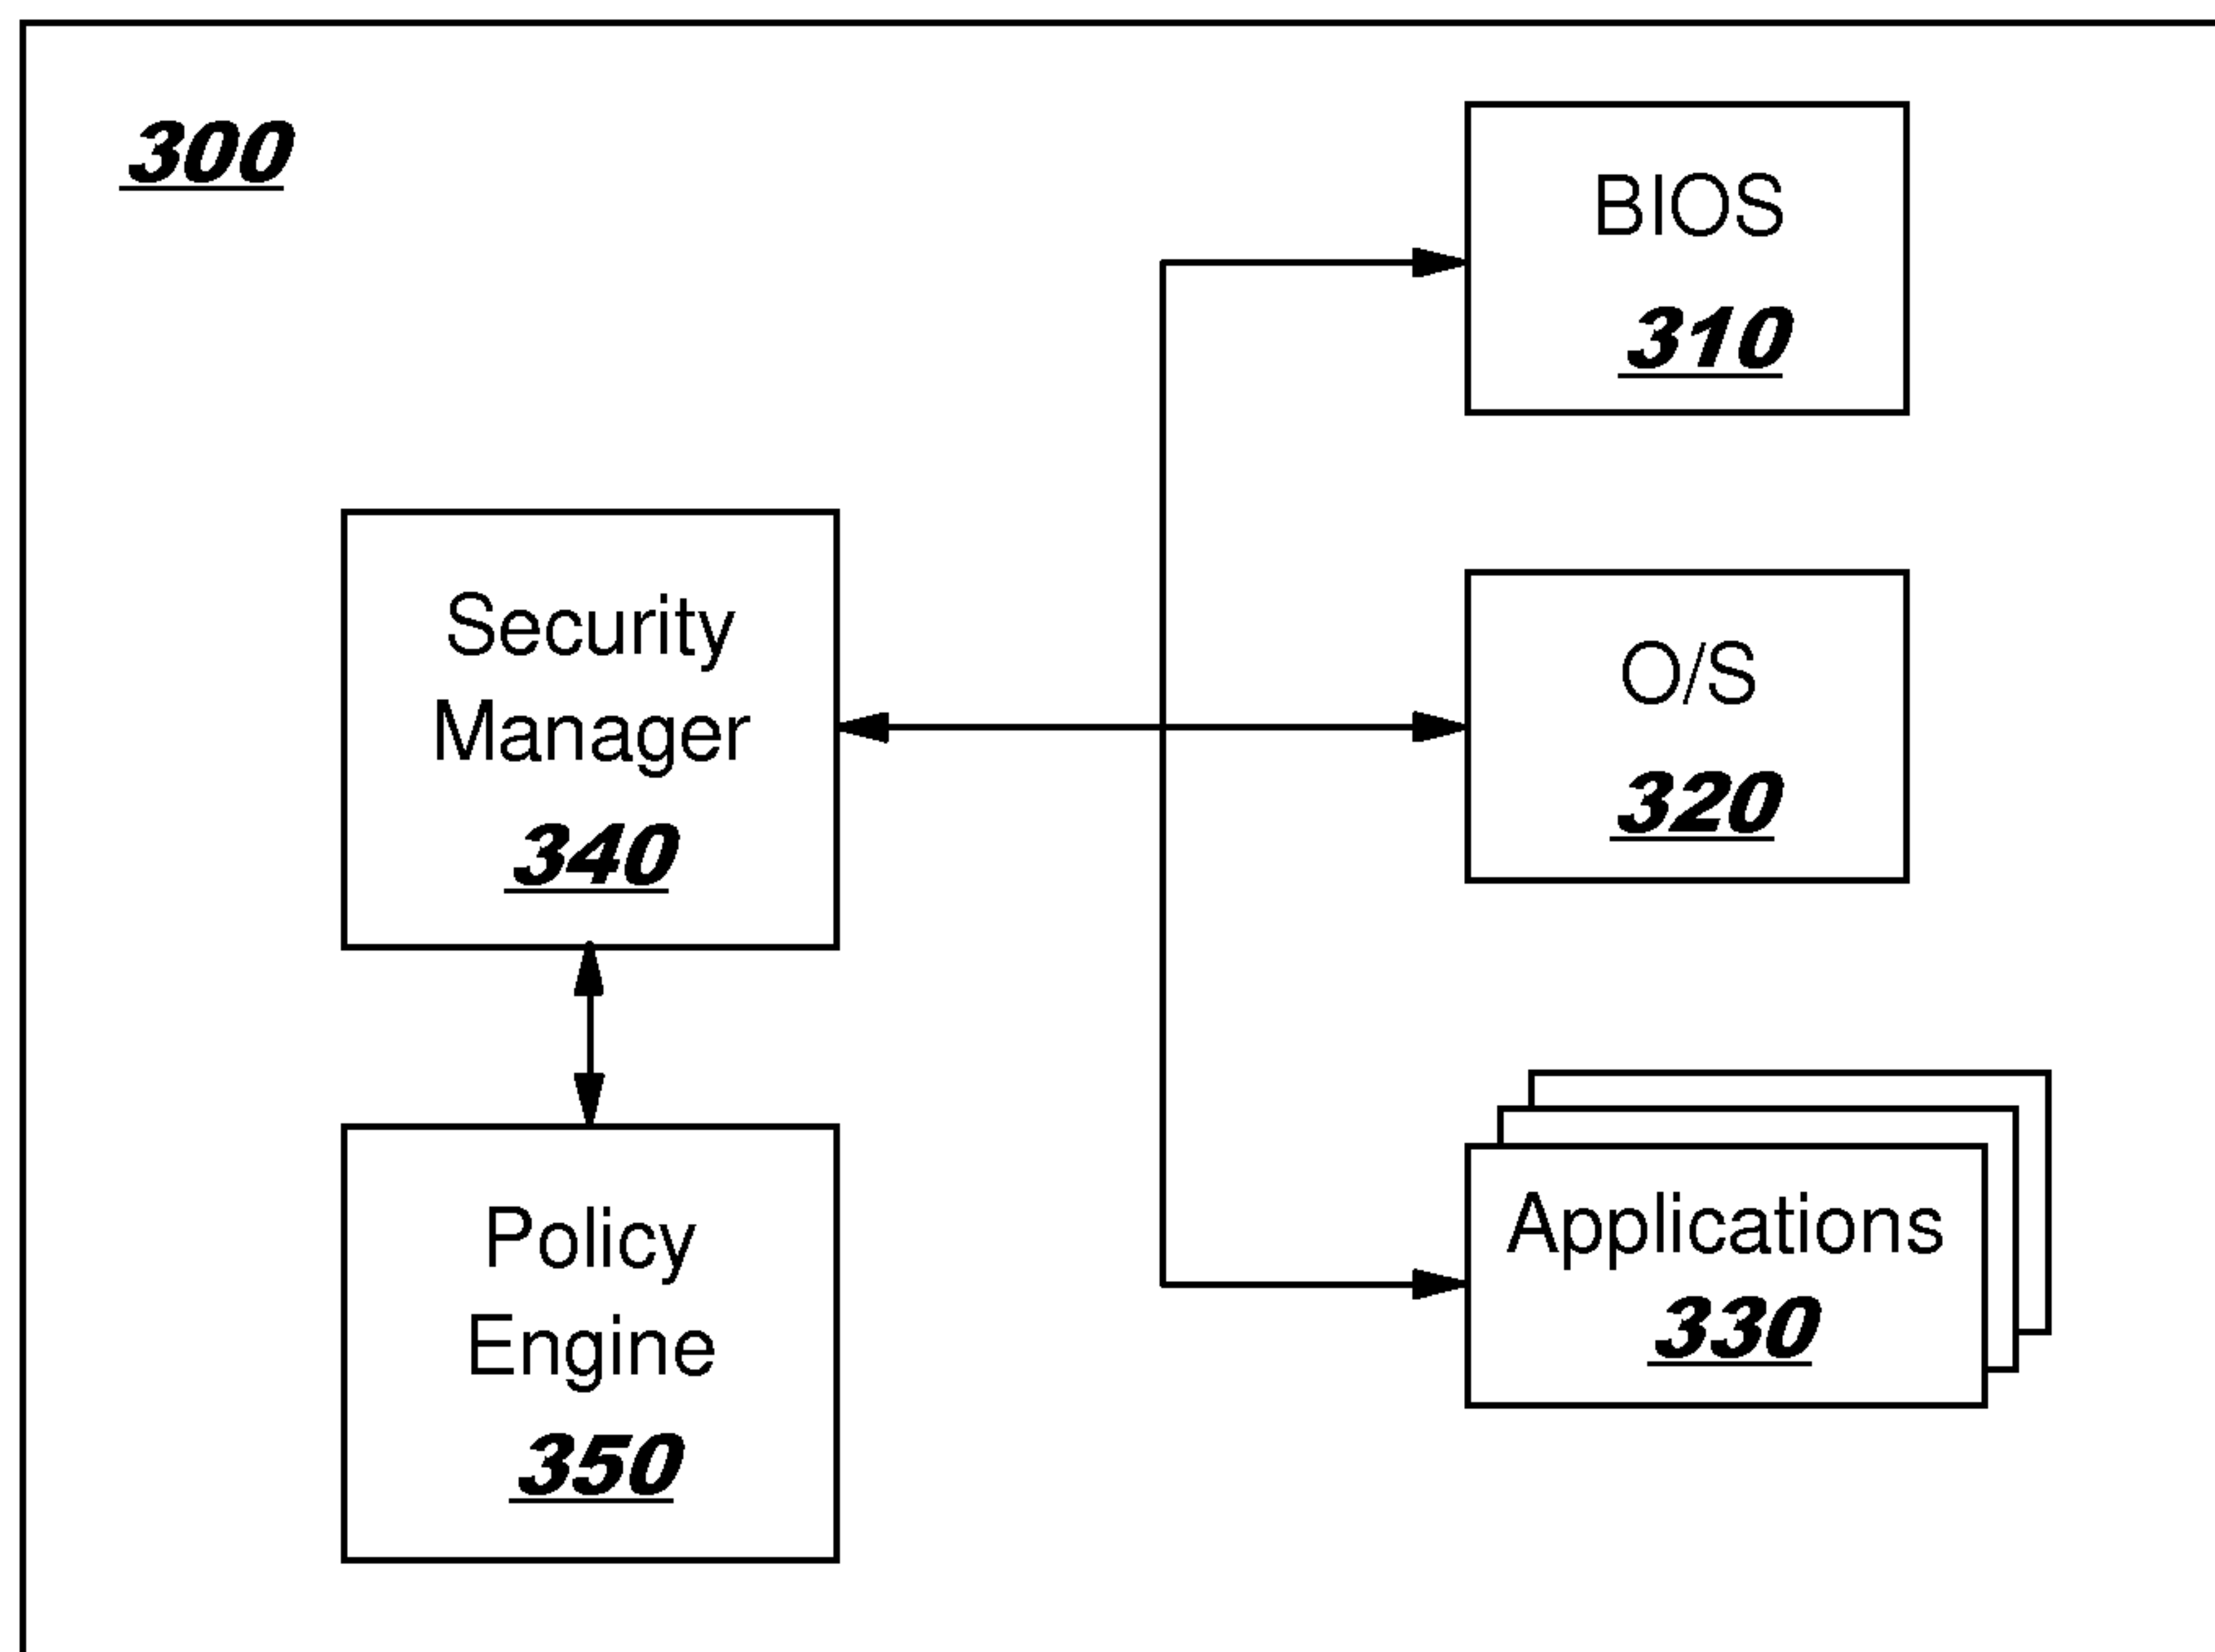 300
BIOS
310
Security
Manager
340
O/S
320
Policy
Engine
350
Applications
330